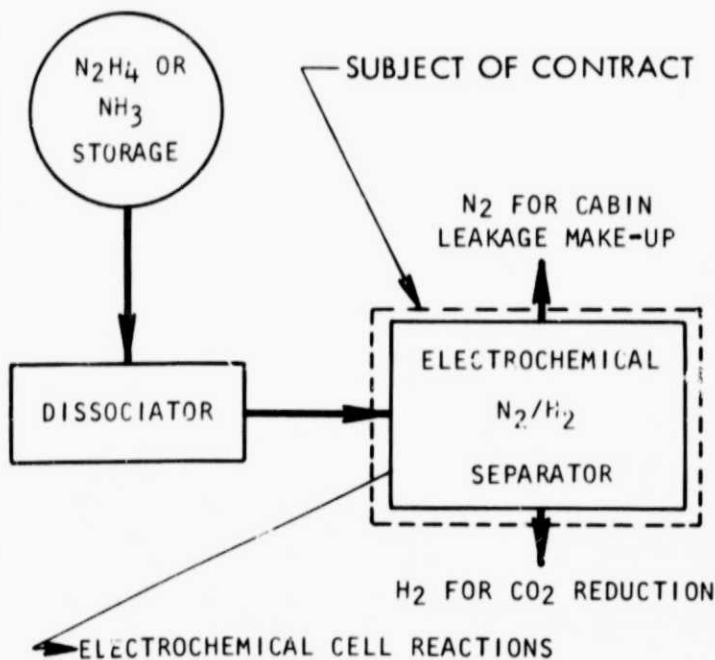 N2H4 OR
NH3
STORAGE
SUBJECT OF CONTRACT
N2 FOR CABIN
LEAKAGE MAKE-UP
DISSOCIATOR
ELECTROCHEMICAL
N2/H2
SEPARATOR
H2 FOR CO2 REDUCTION
ELECTROCHEMICAL CELL REACTIONS